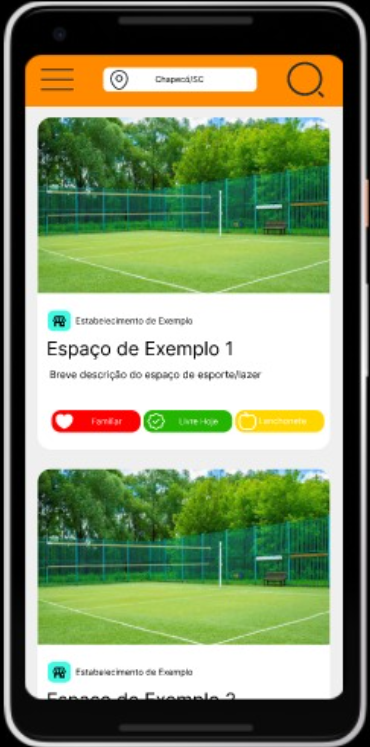 Chapecó/SC
Estabelecimento de Exemplo
Espaço de Exemplo 1
Breve descrição do espaço de esporte/lazer
Familiar
Livre Hoje
Lanchonete
Estabelecimento de Exemplo
Espaço de Exemplo 2